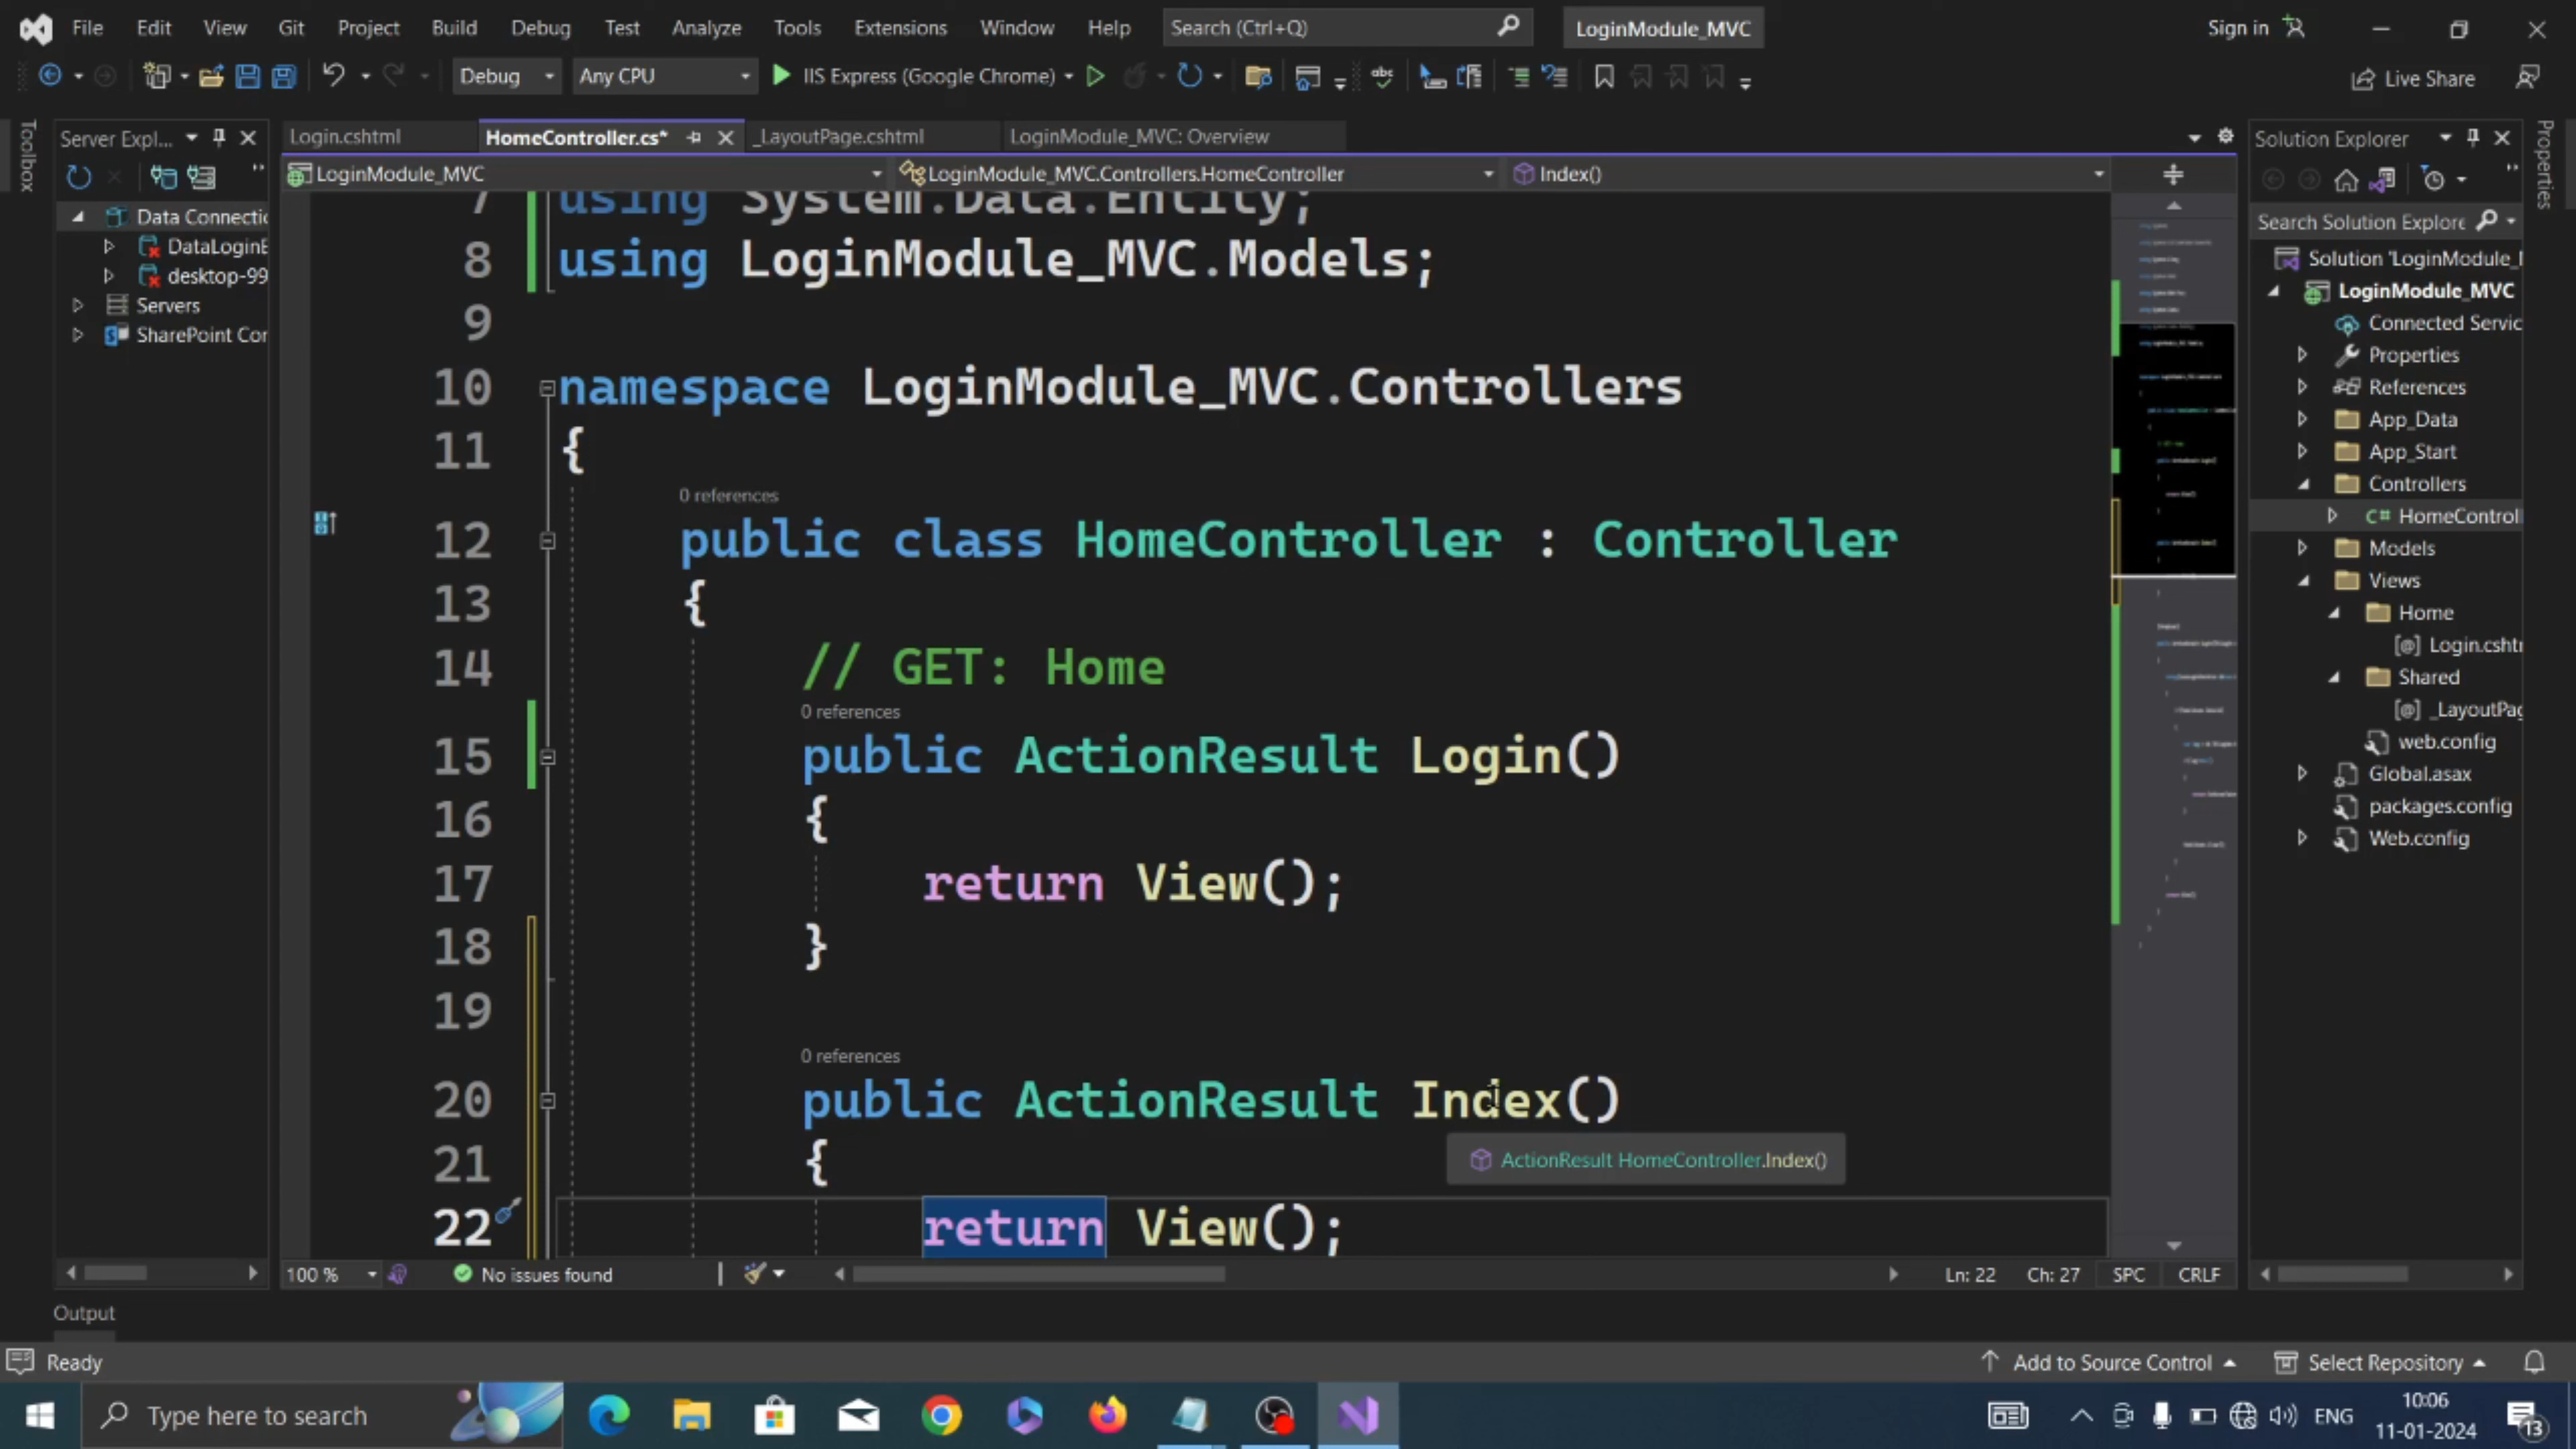 File Edit View Git Project Build Debug Test Analyze Tools Extensions Window Help Search (Ctrl+Q) LoginModule_MVC Sign in
Debug Any CPU IIS Express (Google Chrome) Live Share
Toolbox
Server Expl...
Data Connectic
DataLoginE
desktop-99
Servers
SharePoint Cor
Login.cshtml HomeController.cs* _LayoutPage.cshtml LoginModule_MVC: Overview
LoginModule_MVC LoginModule_MVC.Controllers.HomeController Index()
7 using System.Data.Entity;
8 using LoginModule_MVC.Models;
9
10 namespace LoginModule_MVC.Controllers
11 {
0 references
12 public class HomeController : Controller
13 {
14 // GET: Home
0 references
15 public ActionResult Login()
16 {
17 return View();
18 }
19
0 references
20 public ActionResult Index()
21 {
ActionResult HomeController.Index()
22 return View();
100 % No issues found Ln: 22 Ch: 27 SPC CRLF
Solution Explorer
Search Solution Explore
Solution 'LoginModule_
LoginModule_MVC
Connected Servic
Properties
References
App_Data
App_Start
Controllers
C# HomeControl
Models
Views
Home
Login.csht
Shared
_LayoutPag
web.config
Global.asax
packages.config
Web.config
Properties
Output
Ready Add to Source Control Select Repository
Type here to search ENG 10:06
11-01-2024
13